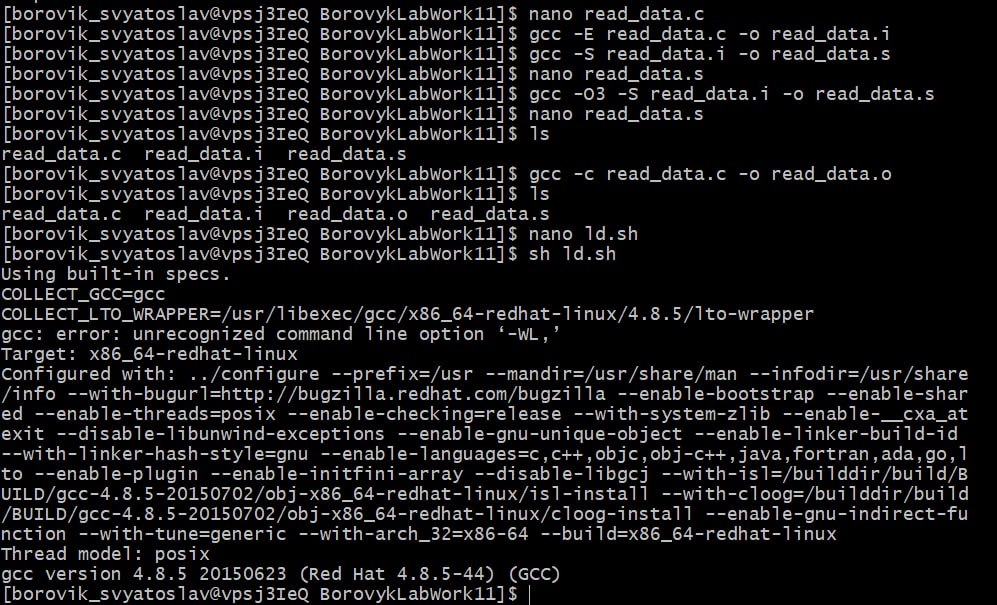 [borovik_svyatoslav@vpsj3IeQ BorovykLabWork11]$ nano read_data.c
[borovik_svyatoslav@vpsj3IeQ BorovykLabWork11]$ gcc -E read_data.c -o read_data.i
[borovik_svyatoslav@vpsj3IeQ BorovykLabWork11]$ gcc -S read_data.i -o read_data.s
[borovik_svyatoslav@vpsj3IeQ BorovykLabWork11]$ nano read_data.s
[borovik_svyatoslav@vpsj3IeQ BorovykLabWork11]$ gcc -O3 -S read_data.i -o read_data.s
[borovik_svyatoslav@vpsj3IeQ BorovykLabWork11]$ nano read_data.s
[borovik_svyatoslav@vpsj3IeQ BorovykLabWork11]$ ls
read_data.c  read_data.i  read_data.s
[borovik_svyatoslav@vpsj3IeQ BorovykLabWork11]$ gcc -c read_data.c -o read_data.o
[borovik_svyatoslav@vpsj3IeQ BorovykLabWork11]$ ls
read_data.c  read_data.i  read_data.o  read_data.s
[borovik_svyatoslav@vpsj3IeQ BorovykLabWork11]$ nano ld.sh
[borovik_svyatoslav@vpsj3IeQ BorovykLabWork11]$ sh ld.sh
Using built-in specs.
COLLECT_GCC=gcc
COLLECT_LTO_WRAPPER=/usr/libexec/gcc/x86_64-redhat-linux/4.8.5/lto-wrapper
gcc: error: unrecognized command line option ‘-WL,’
Target: x86_64-redhat-linux
Configured with: ../configure --prefix=/usr --mandir=/usr/share/man --infodir=/usr/share
/info --with-bugurl=http://bugzilla.redhat.com/bugzilla --enable-bootstrap --enable-shar
ed --enable-threads=posix --enable-checking=release --with-system-zlib --enable-__cxa_at
exit --disable-libunwind-exceptions --enable-gnu-unique-object --enable-linker-build-id
--with-linker-hash-style=gnu --enable-languages=c,c++,objc,obj-c++,java,fortran,ada,go,l
to --enable-plugin --enable-initfini-array --disable-libgcj --with-isl=/builddir/build/B
UILD/gcc-4.8.5-20150702/obj-x86_64-redhat-linux/isl-install --with-cloog=/builddir/build
/BUILD/gcc-4.8.5-20150702/obj-x86_64-redhat-linux/cloog-install --enable-gnu-indirect-fu
nction --with-tune=generic --with-arch_32=x86-64 --build=x86_64-redhat-linux
Thread model: posix
gcc version 4.8.5 20150623 (Red Hat 4.8.5-44) (GCC)
[borovik_svyatoslav@vpsj3IeQ BorovykLabWork11]$